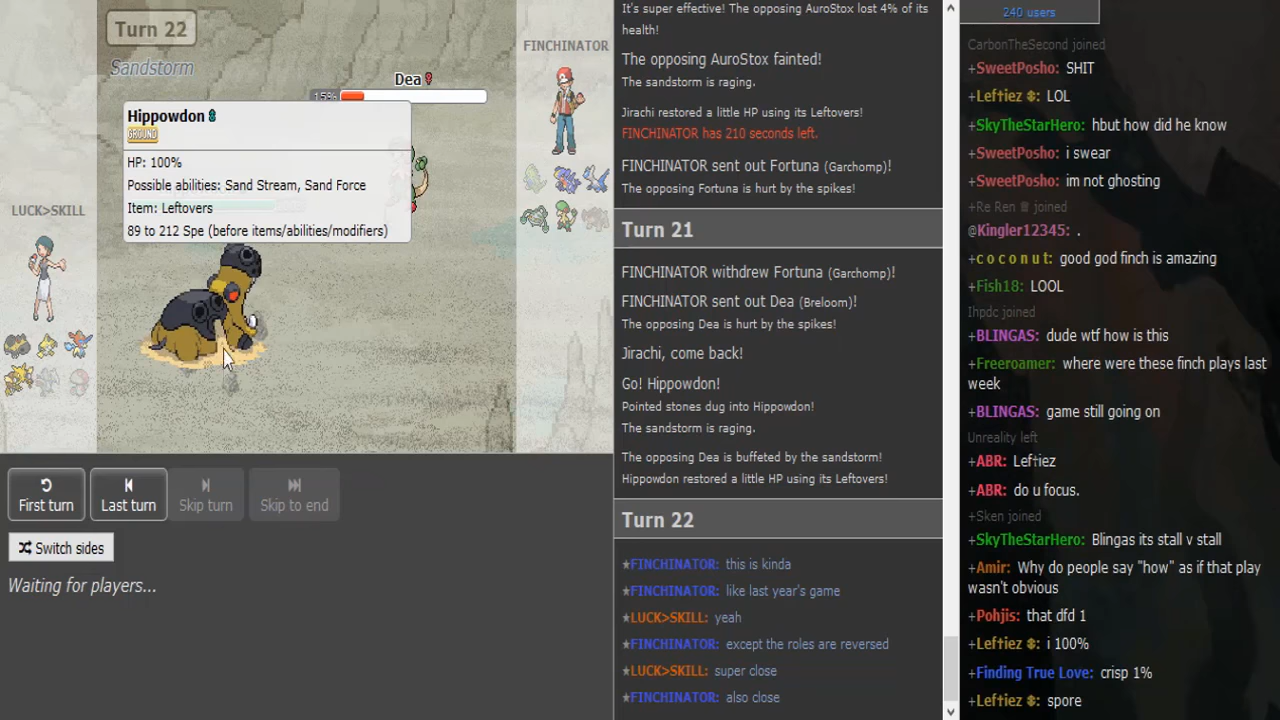 Turn 22
Sandstorm
Dea
15%
Hippowdon
GROUND
HP: 100%
Possible abilities: Sand Stream, Sand Force
Item: Leftovers
89 to 212 Spe (before items/abilities/modifiers)
LUCK>SKILL
FINCHINATOR
First turn
Last turn
Skip turn
Skip to end
Switch sides
Waiting for players...
It's super effective! The opposing AuroStox lost 4% of its
health!
The opposing AuroStox fainted!
The sandstorm is raging.
Jirachi restored a little HP using its Leftovers!
FINCHINATOR has 210 seconds left.
FINCHINATOR sent out Fortuna (Garchomp)!
The opposing Fortuna is hurt by the spikes!
Turn 21
FINCHINATOR withdrew Fortuna (Garchomp)!
FINCHINATOR sent out Dea (Breloom)!
The opposing Dea is hurt by the spikes!
Jirachi, come back!
Go! Hippowdon!
Pointed stones dug into Hippowdon!
The sandstorm is raging.
The opposing Dea is buffeted by the sandstorm!
Hippowdon restored a little HP using its Leftovers!
Turn 22
★FINCHINATOR: this is kinda
★FINCHINATOR: like last year's game
★LUCK>SKILL: yeah
★FINCHINATOR: except the roles are reversed
★LUCK>SKILL: super close
★FINCHINATOR: also close
240 users
CarbonTheSecond joined
+SweetPosho: SHIT
+Lef†iez ❄: LOL
+SkyTheStarHero: hbut how did he know
+SweetPosho: i swear
+SweetPosho: im not ghosting
+Re Ren ♕ joined
@Kingler12345: .
+c o c o n u t: good god finch is amazing
+Fish18: LOOL
Ihpdc joined
+BLINGAS: dude wtf how is this
+Freeroamer: where were these finch plays last
week
+BLINGAS: game still going on
Unreality left
+ABR: Lef†iez
+ABR: do u focus.
+Sken joined
+SkyTheStarHero: Blingas its stall v stall
+Amir: Why do people say "how" as if that play
wasn't obvious
+Pohjis: that dfd 1
+Lef†iez ❄: i 100%
+Finding True Love: crisp 1%
+Lef†iez ❄: spore